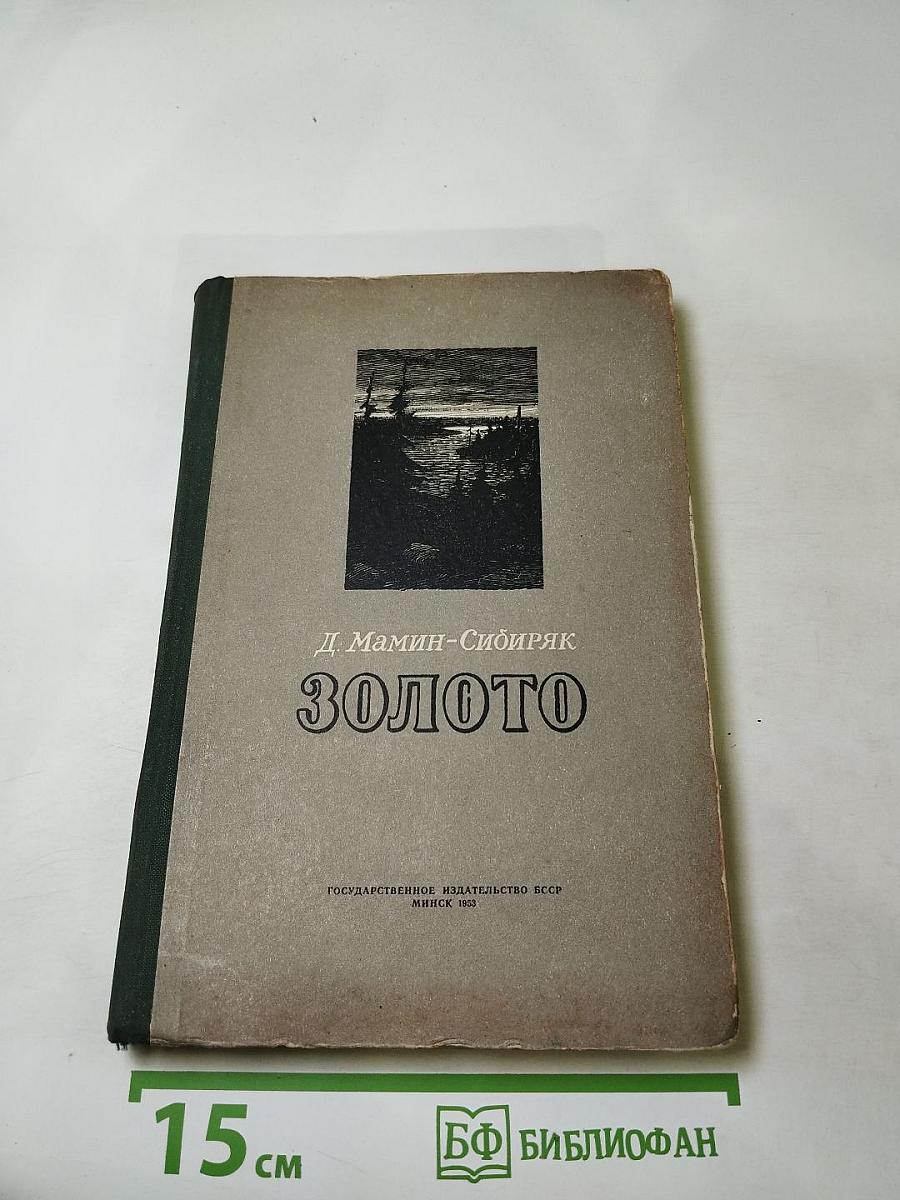 Д. Мамин-Сибиряк
ЗОЛОТО
ГОСУДАРСТВЕННОЕ ИЗДАТЕЛЬСТВО БССР
МИНСК 1953
15 см
БФ БИБЛИОФАН